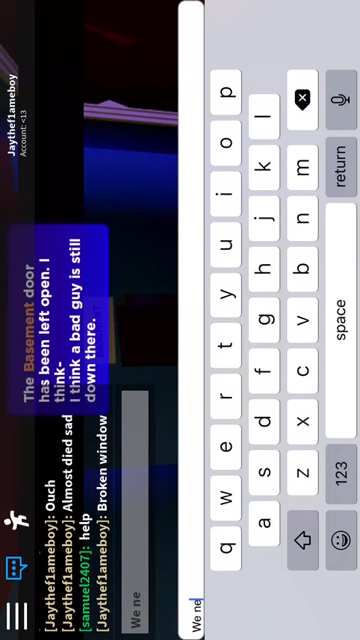 Jaythef1ameboy
Account: <13
The Basement door
has been left open. I
think-
I think a bad guy is still
down there.
[Jaythef1ameboy]: Ouch
[Jaythef1ameboy]: Almost died sad
[samuel2407]: help
[Jaythef1ameboy]: Broken window
We ne
We ne
q w e r t y u i o p
a s d f g h j k l
z x c v b n m
123 space return